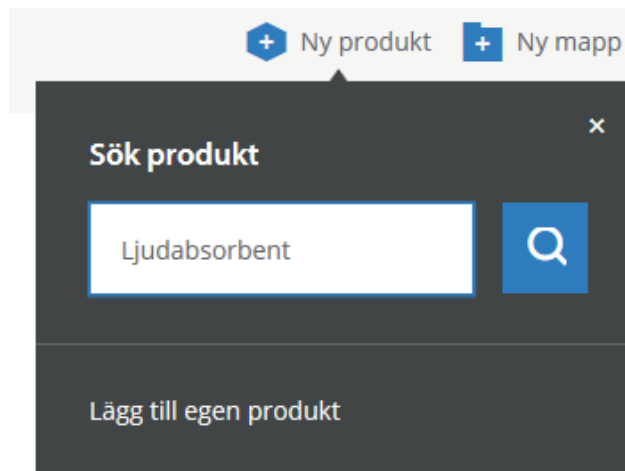 Ny produkt Ny mapp
×
Sök produkt
Ljudabsorbent
Lägg till egen produkt